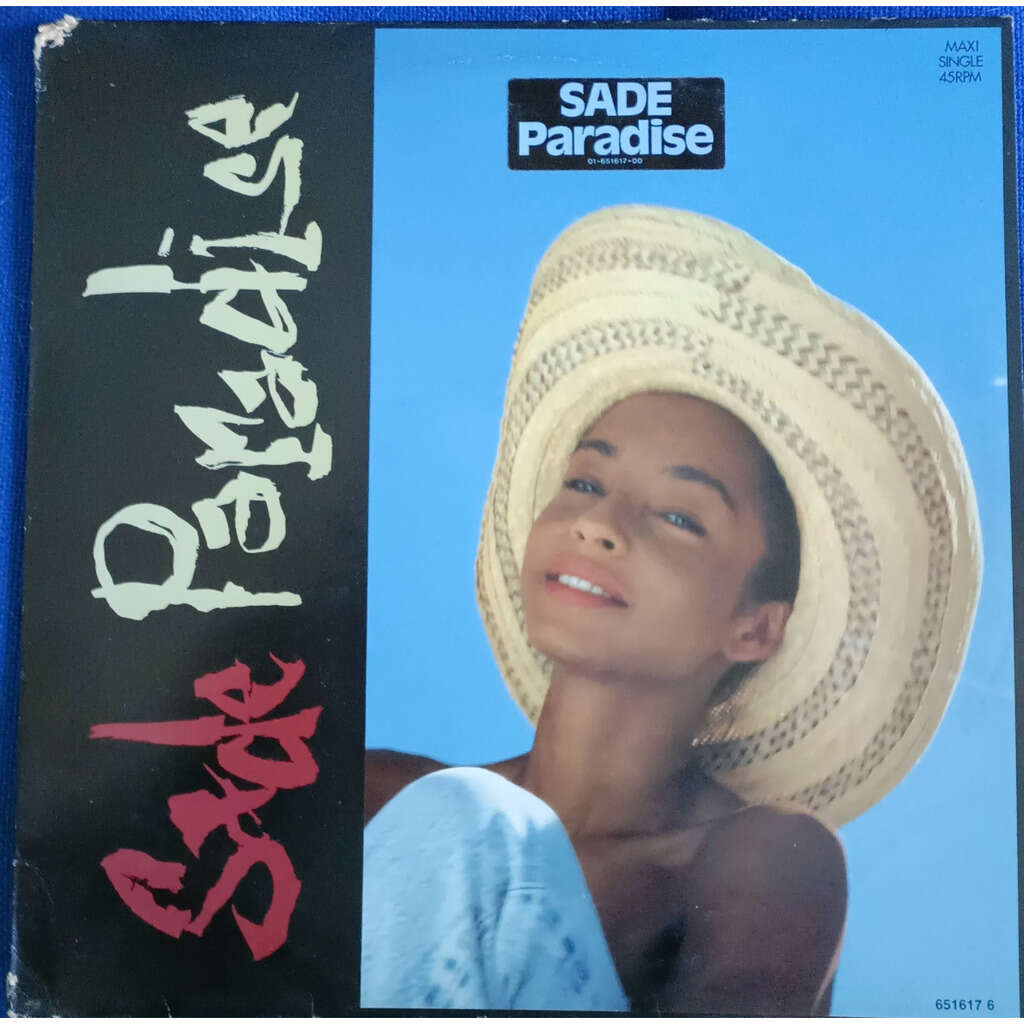 Sade Paradise
SADE
Paradise
01-651617-00
MAXI
SINGLE
45RPM
651617 6